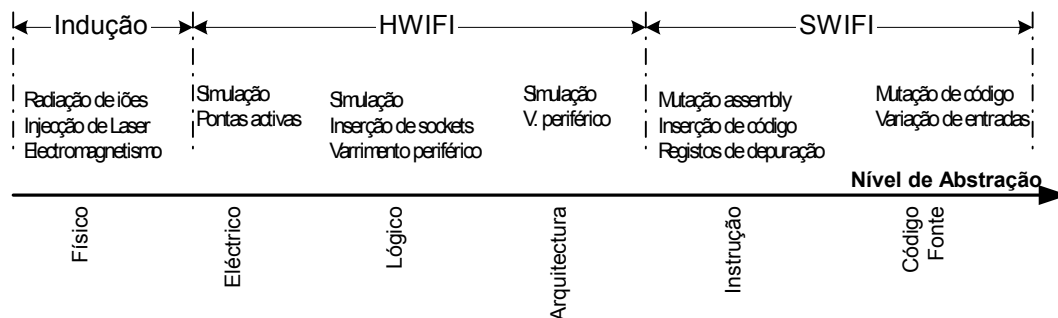 Indução
HWIFI
SWIFI
Radiação de iões
Injecção de Laser
Electromagnetismo
Simulação
Pontas activas
Simulação
Inserção de sockets
Varrimento periférico
Simulação
V. periférico
Mutação assembly
Inserção de código
Registos de depuração
Mutação de código
Variação de entradas
Nível de Abstração
Físico
Eléctrico
Lógico
Arquitectura
Instrução
Código
Fonte